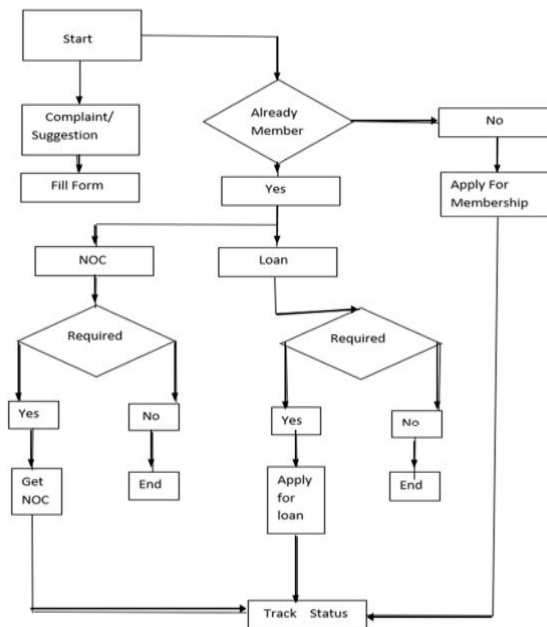 Start
Complaint/
Suggestion
Fill Form
Already
Member
No
Yes
Apply For
Membership
NOC
Loan
Required
Required
Yes
No
Yes
No
Get
NOC
End
Apply
for
loan
End
Track Status